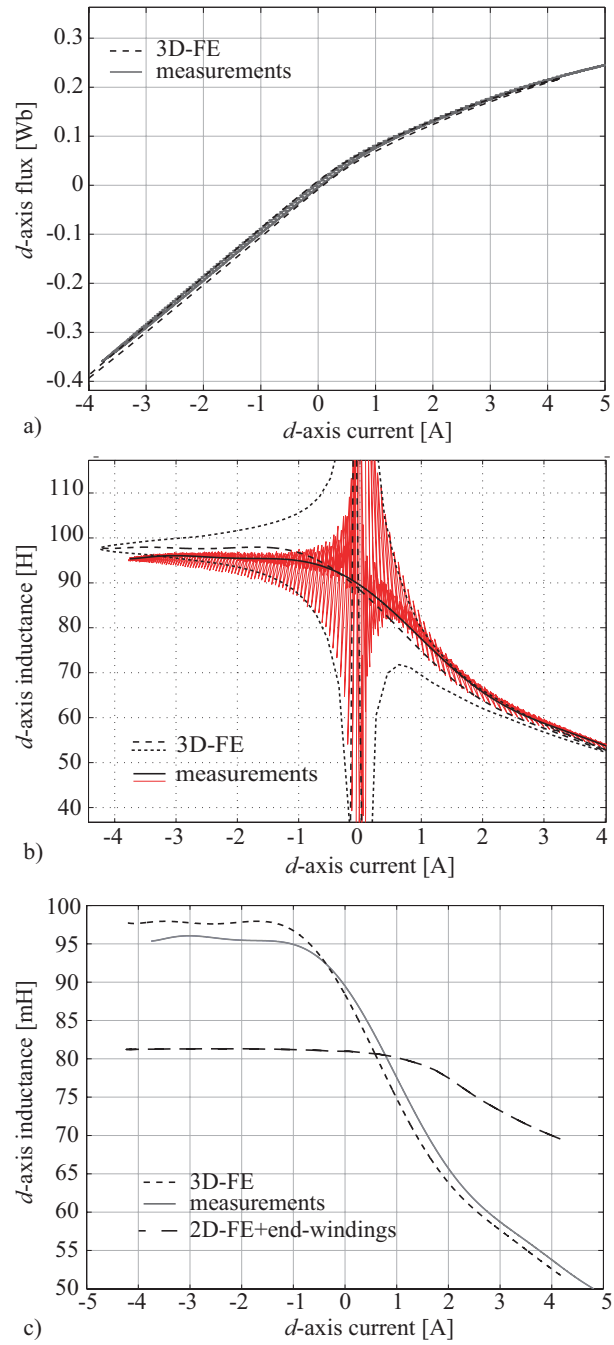 0.3
0.2
0.1
0
-0.1
-0.2
-0.3
-0.4
d-axis flux [Wb]
3D-FE
measurements
-4 -3 -2 -1 0 1 2 3 4 5
d-axis current [A]
a)
110
100
90
80
70
60
50
40
d-axis inductance [H]
3D-FE
measurements
-4 -3 -2 -1 0 1 2 3 4
d-axis current [A]
b)
100
95
90
85
80
75
70
65
60
55
50
d-axis inductance [mH]
3D-FE
measurements
2D-FE+end-windings
-5 -4 -3 -2 -1 0 1 2 3 4 5
d-axis current [A]
c)